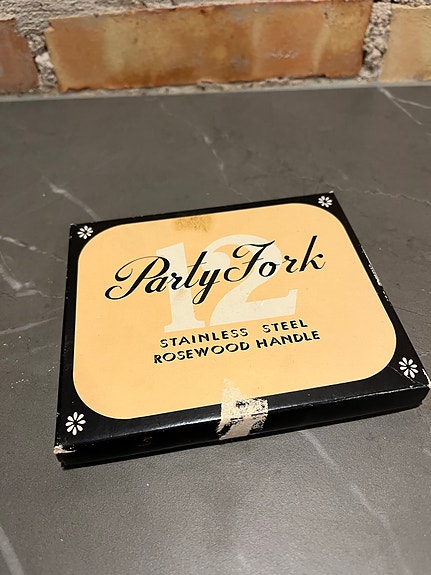 12
Party Fork
STAINLESS STEEL
ROSEWOOD HANDLE